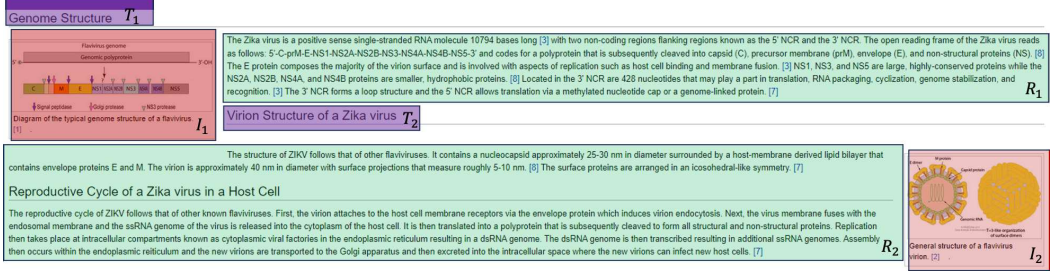 Genome Structure T1
The Zika virus is a positive sense single-stranded RNA molecule 10794 bases long [3] with two non-coding regions flanking regions known as the 5' NCR and the 3' NCR. The open reading frame of the Zika virus reads
as follows: 5'-C-prM-E-NS1-NS2A-NS2B-NS3-NS4A-NS4B-NS5-3' and codes for a polyprotein that is subsequently cleaved into capsid (C), precursor membrane (prM), envelope (E), and non-structural proteins (NS). [8]
The E protein composes the majority of the virion surface and is involved with aspects of replication such as host cell binding and membrane fusion. [3] NS1, NS3, and NS5 are large, highly-conserved proteins while the
NS2A, NS2B, NS4A, and NS4B proteins are smaller, hydrophobic proteins. [8] Located in the 3' NCR are 428 nucleotides that may play a part in translation, RNA packaging, cyclization, genome stabilization, and
recognition. [3] The 3' NCR forms a loop structure and the 5' NCR allows translation via a methylated nucleotide cap or a genome-linked protein. [7]
R1
Flavivirus genome
Genomic polyprotein
3'-OH
C M E NS1 NS3 NS5
Signal peptidase Golgi protease NS3 protease
Diagram of the typical genome structure of a flavivirus.
[1] I1
Virion Structure of a Zika virus T2
The structure of ZIKV follows that of other flaviviruses. It contains a nucleocapsid approximately 25-30 nm in diameter surrounded by a host-membrane derived lipid bilayer that
contains envelope proteins E and M. The virion is approximately 40 nm in diameter with surface projections that measure roughly 5-10 nm. [8] The surface proteins are arranged in an icosohedral-like symmetry. [7]
Reproductive Cycle of a Zika virus in a Host Cell
The reproductive cycle of ZIKV follows that of other known flaviviruses. First, the virion attaches to the host cell membrane receptors via the envelope protein which induces virion endocytosis. Next, the virus membrane fuses with the
endosomal membrane and the ssRNA genome of the virus is released into the cytoplasm of the host cell. It is then translated into a polyprotein that is subsequently cleaved to form all structural and non-structural proteins. Replication
then takes place at intracellular compartments known as cytoplasmic viral factories in the endoplasmic reticulum resulting in a dsRNA genome. The dsRNA genome is then transcribed resulting in additional ssRNA genomes. Assembly
then occurs within the endoplasmic reiticulum and the new virions are transported to the Golgi apparatus and then excreted into the intracellular space where the new virions can infect new host cells. [7]
R2
E dimer M protein
Capsid protein
Genomic RNA
T=3-like organization
of surface dimers
General structure of a flavivirus
virion. [2] I2